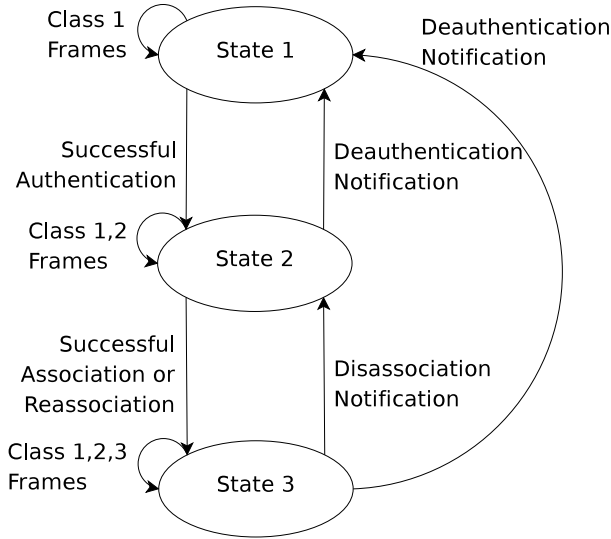 Class 1
Frames
State 1
Deauthentication
Notification
Successful
Authentication
Deauthentication
Notification
Class 1,2
Frames
State 2
Successful
Association or
Reassociation
Disassociation
Notification
Class 1,2,3
Frames
State 3